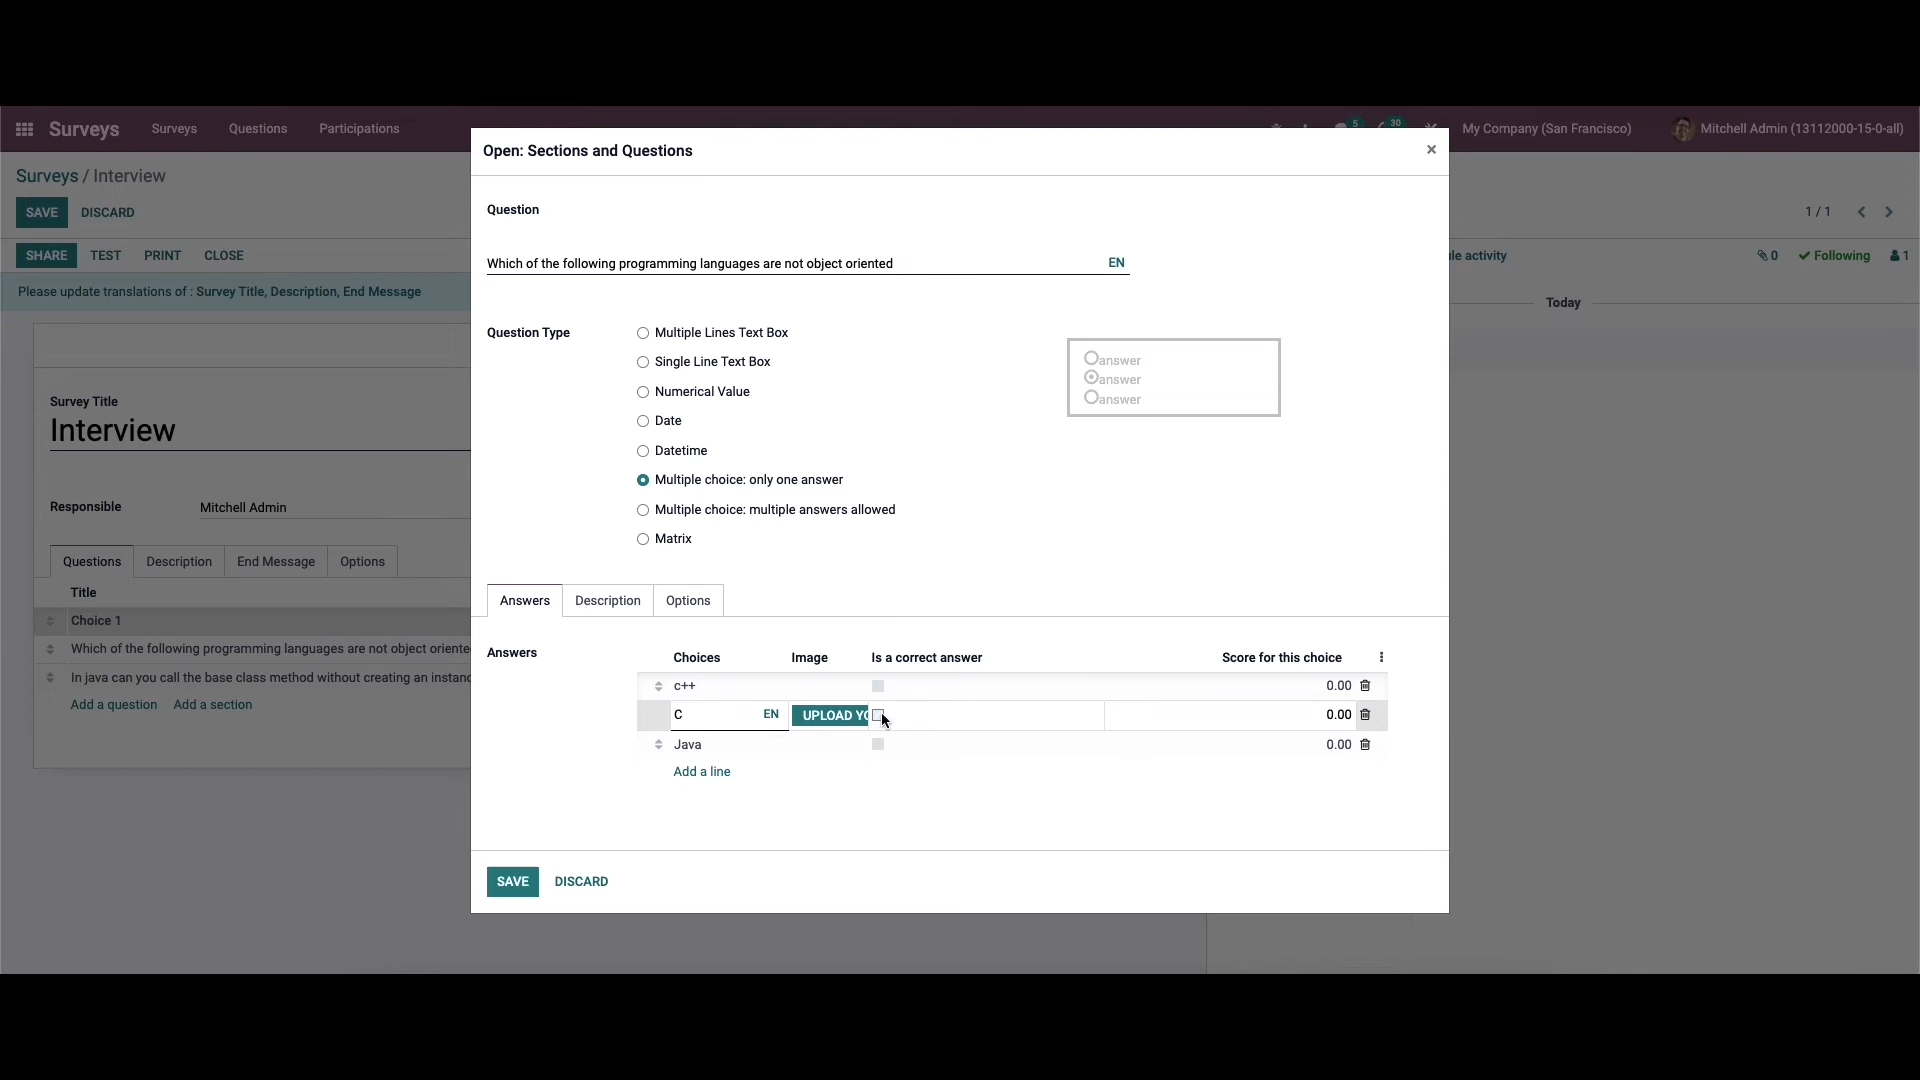 Surveys Surveys Questions Participations 5 30 My Company (San Francisco) Mitchell Admin (13112000-15-0-all)
Surveys / Interview
SAVE DISCARD
1 / 1
SHARE TEST PRINT CLOSE
activity 0 Following 1
Please update translations of : Survey Title, Description, End Message
Today
Survey Title
Interview
Responsible Mitchell Admin
Questions Description End Message Options
Title
Choice 1
Which of the following programming languages are not object oriente
In java can you call the base class method without creating an instanc
Add a question Add a section
Open: Sections and Questions ×
Question
Which of the following programming languages are not object oriented EN
Question Type
Multiple Lines Text Box
Single Line Text Box
Numerical Value
Date
Datetime
Multiple choice: only one answer
Multiple choice: multiple answers allowed
Matrix
answer
answer
answer
Answers Description Options
Answers
Choices Image Is a correct answer Score for this choice
c++ 0.00
C EN UPLOAD YO 0.00
Java 0.00
Add a line
SAVE DISCARD